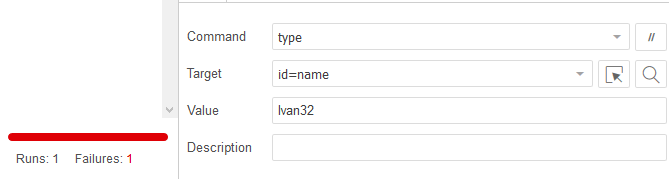 Command type //
Target id=name
Value Ivan32
Runs: 1 Failures: 1
Description